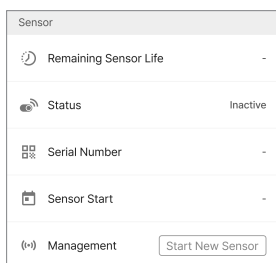 Sensor
Remaining Sensor Life -
Status Inactive
Serial Number -
Sensor Start -
Management Start New Sensor